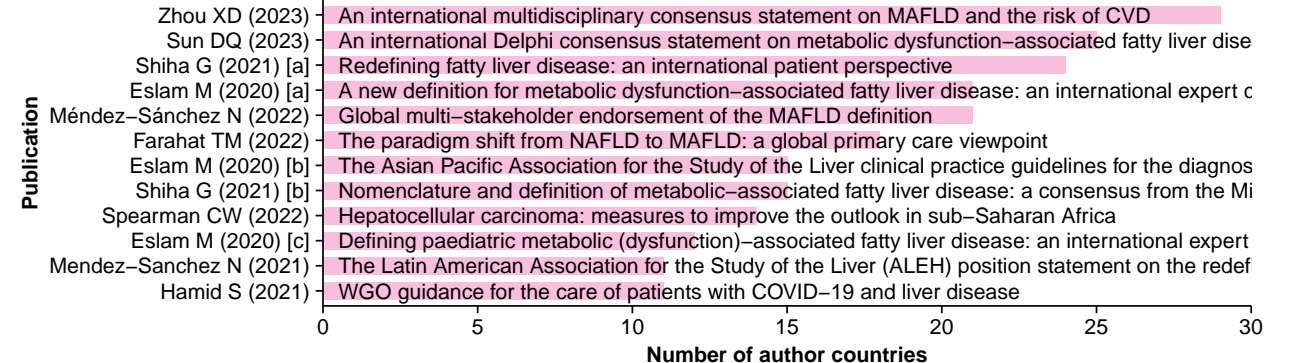 Zhou XD (2023) An international multidisciplinary consensus statement on MAFLD and the risk of CVD
Sun DQ (2023) An international Delphi consensus statement on metabolic dysfunction−associated fatty liver dise
Shiha G (2021) [a] Redefining fatty liver disease: an international patient perspective
Eslam M (2020) [a] A new definition for metabolic dysfunction−associated fatty liver disease: an international expert c
Méndez−Sánchez N (2022) Global multi−stakeholder endorsement of the MAFLD definition
Farahat TM (2022) The paradigm shift from NAFLD to MAFLD: a global primary care viewpoint
Eslam M (2020) [b] The Asian Pacific Association for the Study of the Liver clinical practice guidelines for the diagnos
Shiha G (2021) [b] Nomenclature and definition of metabolic−associated fatty liver disease: a consensus from the Mi
Spearman CW (2022) Hepatocellular carcinoma: measures to improve the outlook in sub−Saharan Africa
Eslam M (2020) [c] Defining paediatric metabolic (dysfunction)−associated fatty liver disease: an international expert
Mendez−Sanchez N (2021) The Latin American Association for the Study of the Liver (ALEH) position statement on the redefi
Hamid S (2021) WGO guidance for the care of patients with COVID−19 and liver disease
Publication
0 5 10 15 20 25 30
Number of author countries